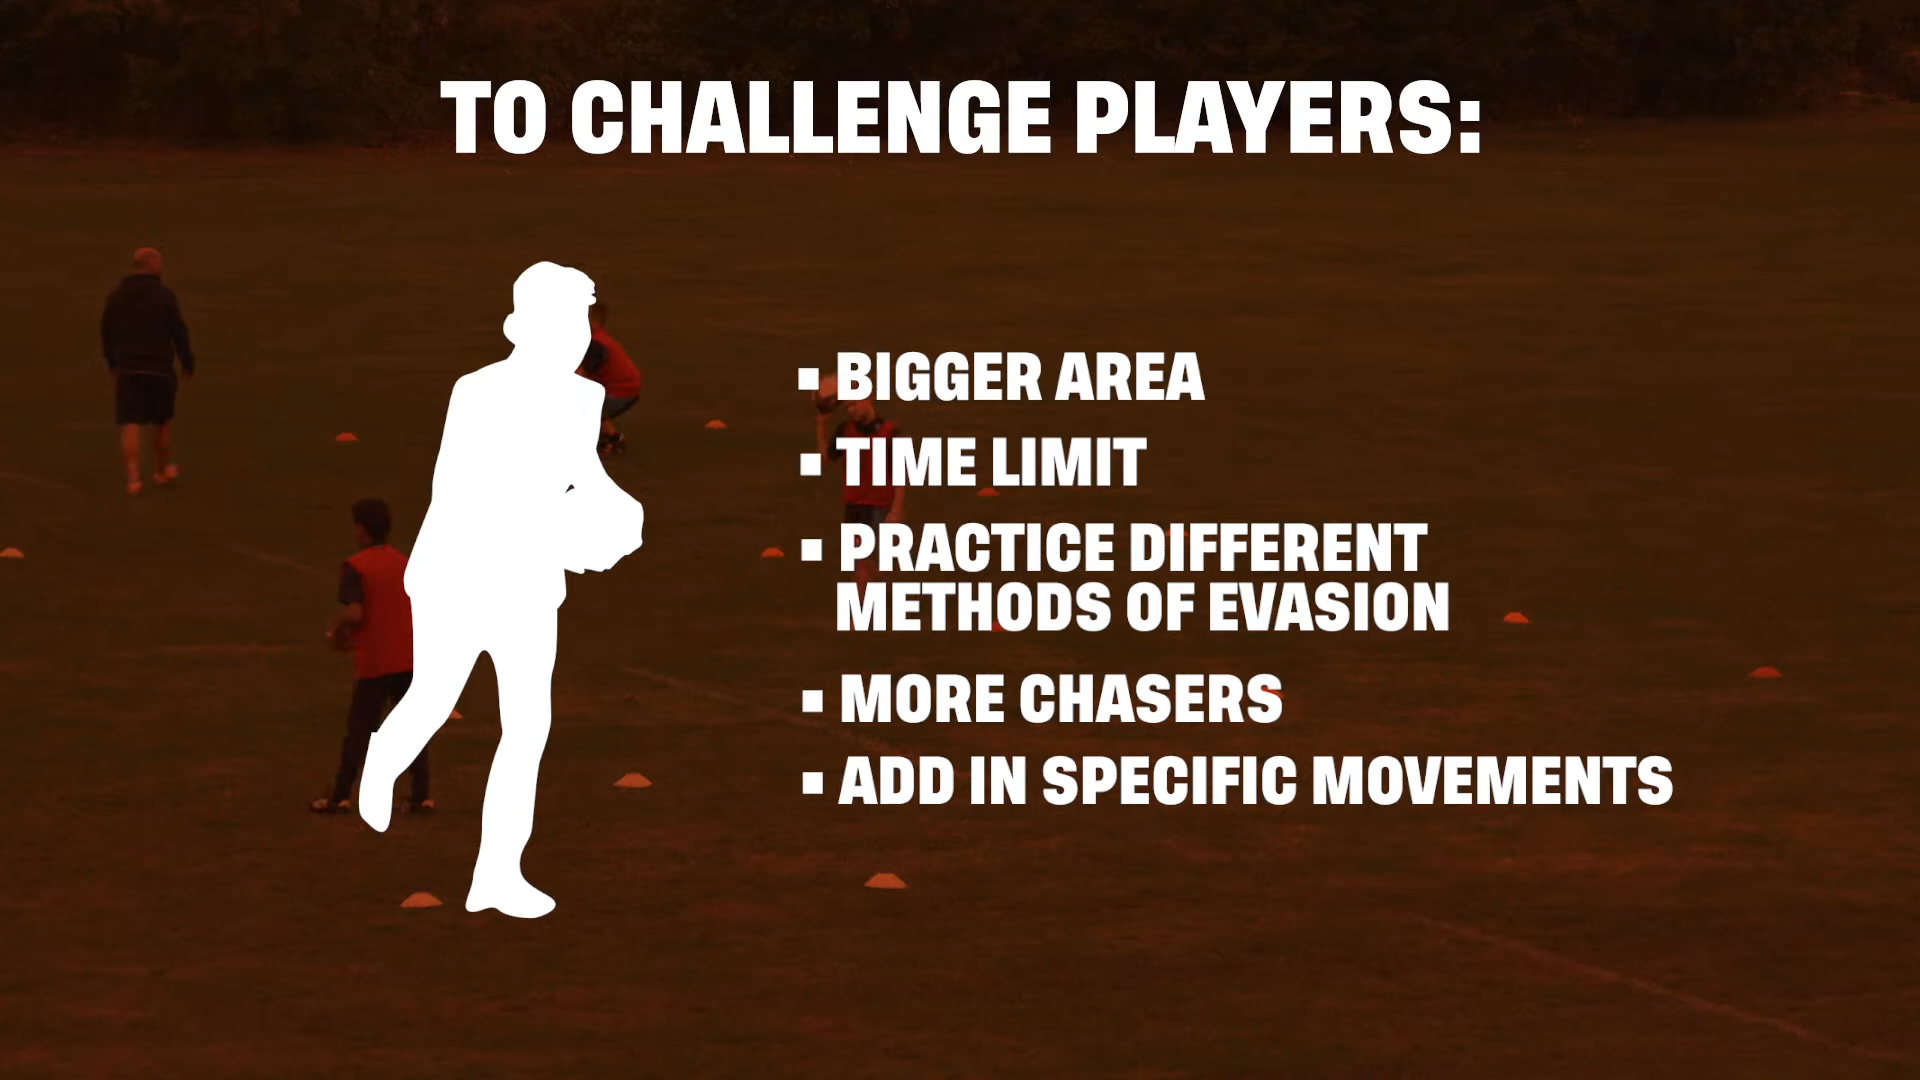 TO CHALLENGE PLAYERS:
▪ BIGGER AREA
▪ TIME LIMIT
▪ PRACTICE DIFFERENT
METHODS OF EVASION
▪ MORE CHASERS
▪ ADD IN SPECIFIC MOVEMENTS